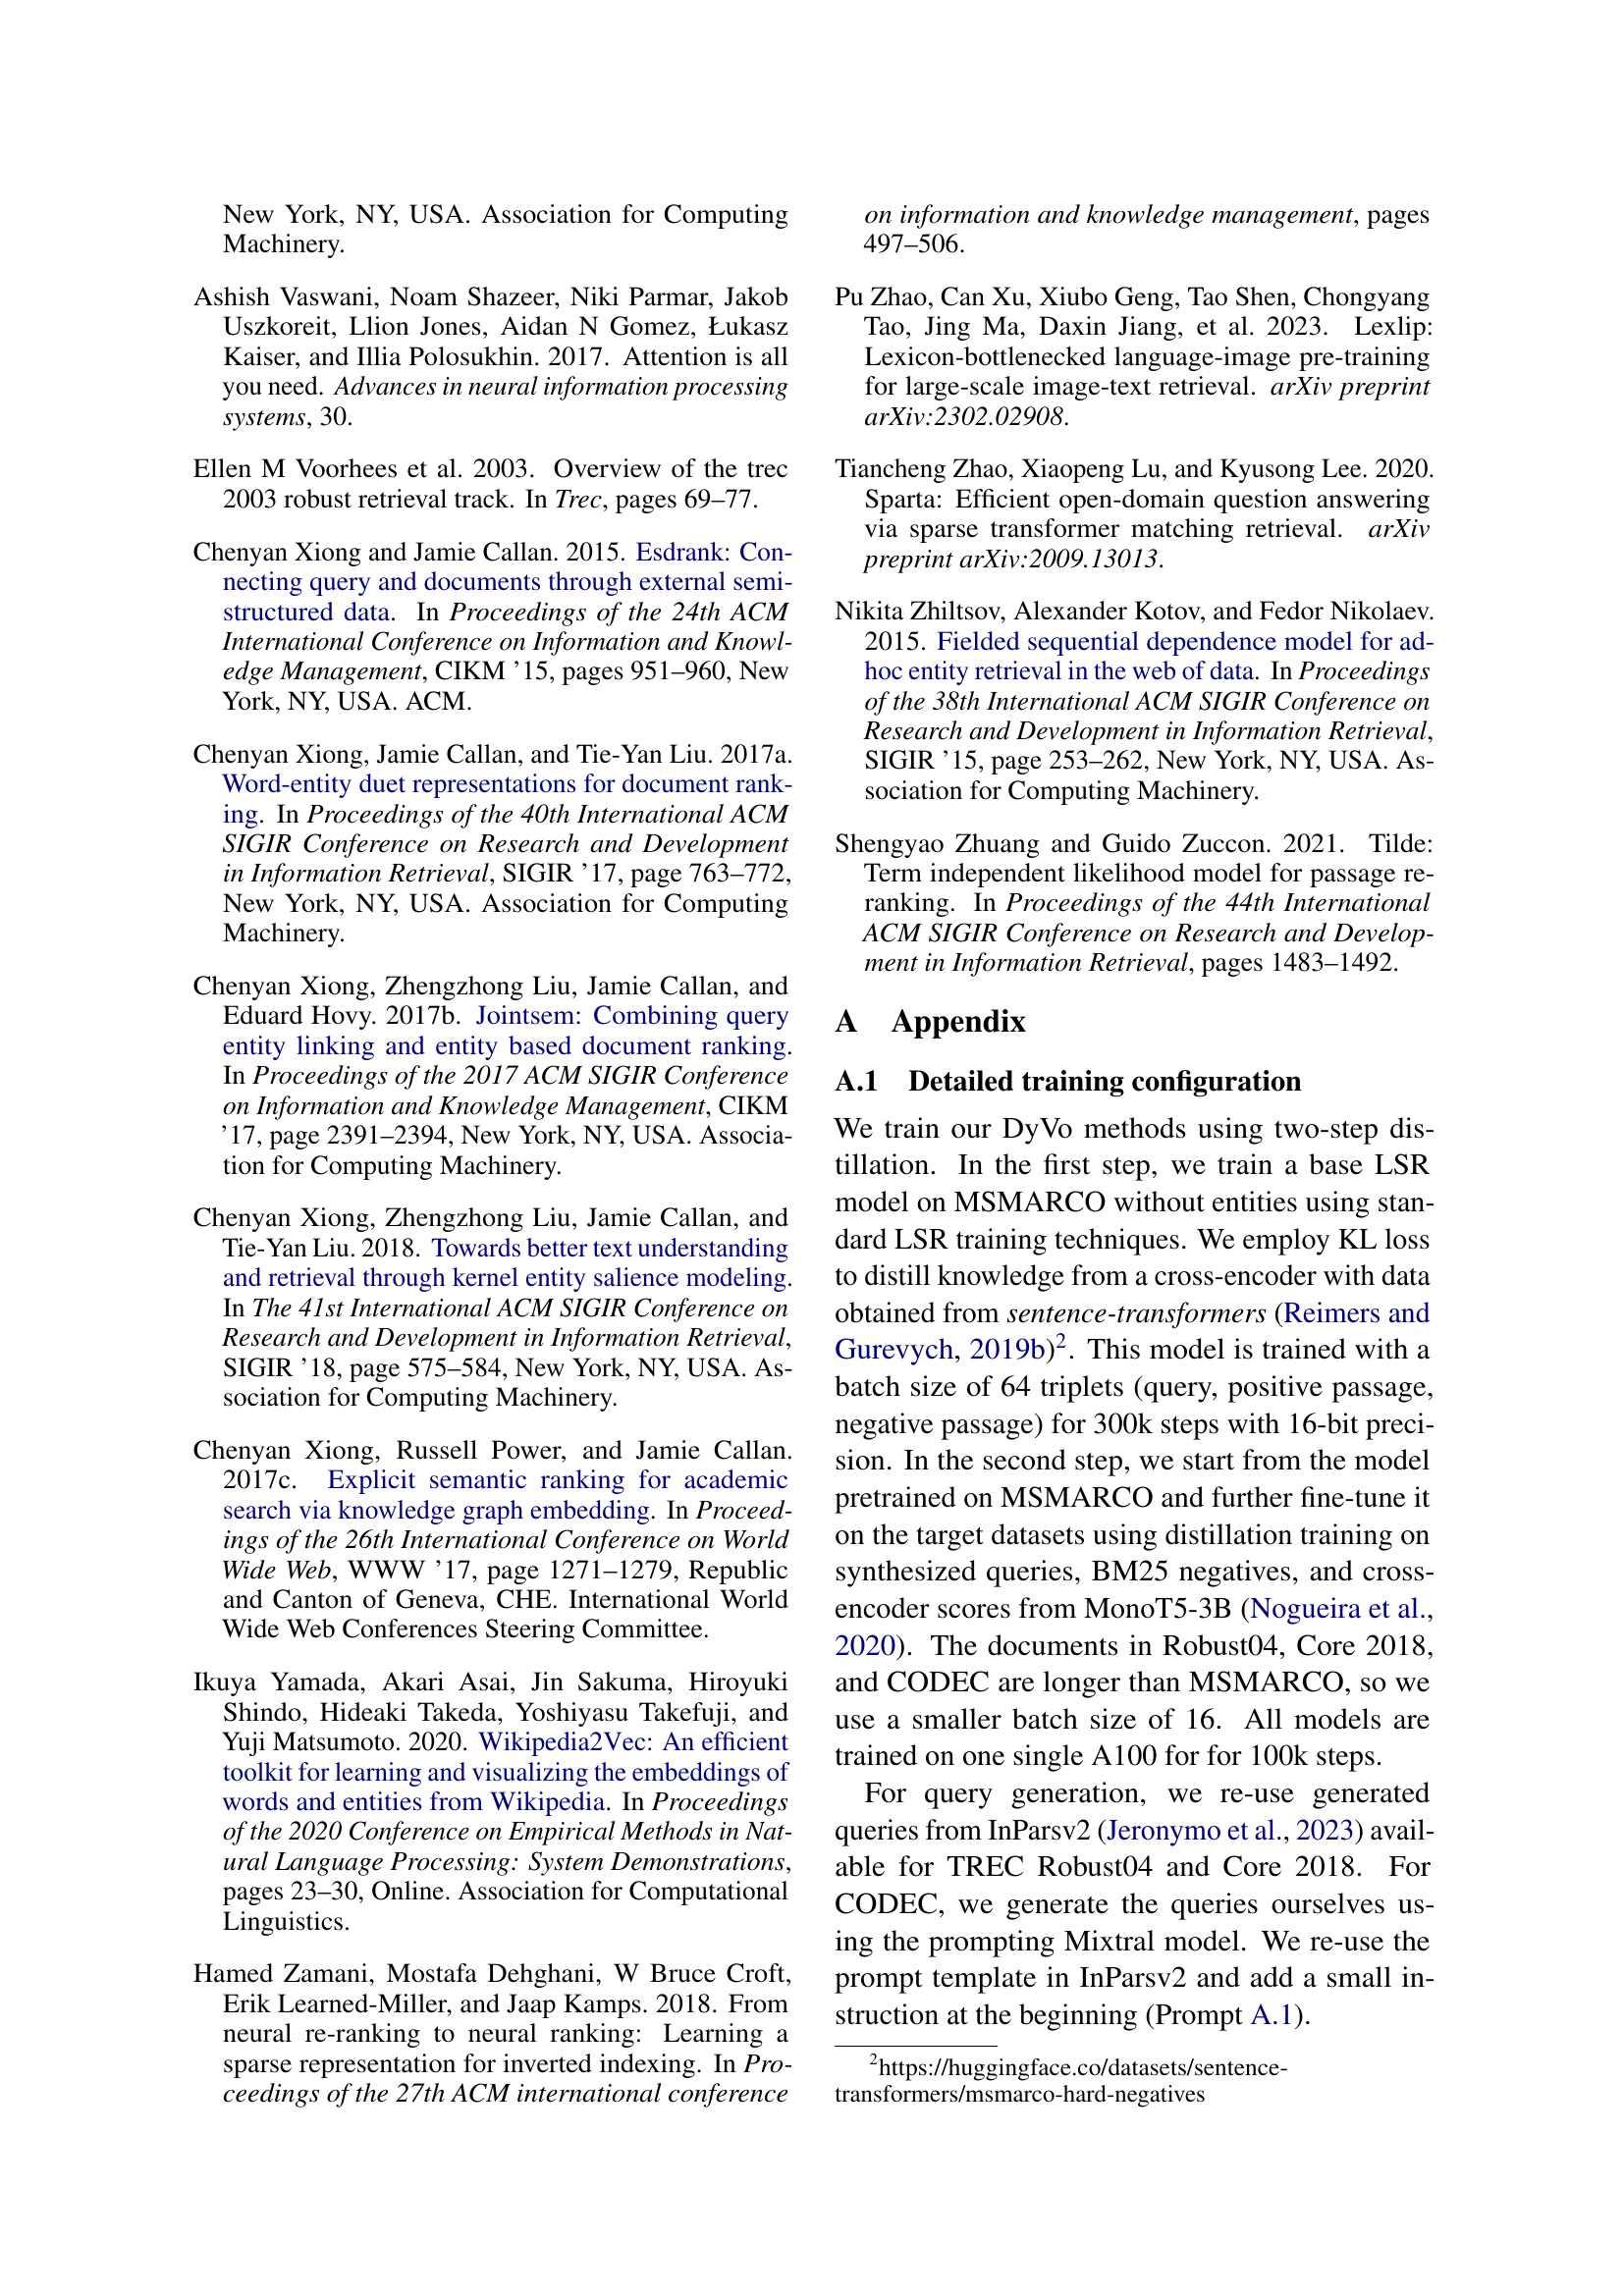 New York, NY, USA. Association for Computing
Machinery.
Ashish Vaswani, Noam Shazeer, Niki Parmar, Jakob
Uszkoreit, Llion Jones, Aidan N Gomez, Łukasz
Kaiser, and Illia Polosukhin. 2017. Attention is all
you need. Advances in neural information processing
systems, 30.
Ellen M Voorhees et al. 2003. Overview of the trec
2003 robust retrieval track. In Trec, pages 69–77.
Chenyan Xiong and Jamie Callan. 2015. Esdrank: Con-
necting query and documents through external semi-
structured data. In Proceedings of the 24th ACM
International Conference on Information and Knowl-
edge Management, CIKM ’15, pages 951–960, New
York, NY, USA. ACM.
Chenyan Xiong, Jamie Callan, and Tie-Yan Liu. 2017a.
Word-entity duet representations for document rank-
ing. In Proceedings of the 40th International ACM
SIGIR Conference on Research and Development
in Information Retrieval, SIGIR ’17, page 763–772,
New York, NY, USA. Association for Computing
Machinery.
Chenyan Xiong, Zhengzhong Liu, Jamie Callan, and
Eduard Hovy. 2017b. Jointsem: Combining query
entity linking and entity based document ranking.
In Proceedings of the 2017 ACM SIGIR Conference
on Information and Knowledge Management, CIKM
’17, page 2391–2394, New York, NY, USA. Associa-
tion for Computing Machinery.
Chenyan Xiong, Zhengzhong Liu, Jamie Callan, and
Tie-Yan Liu. 2018. Towards better text understanding
and retrieval through kernel entity salience modeling.
In The 41st International ACM SIGIR Conference on
Research and Development in Information Retrieval,
SIGIR ’18, page 575–584, New York, NY, USA. As-
sociation for Computing Machinery.
Chenyan Xiong, Russell Power, and Jamie Callan.
2017c. Explicit semantic ranking for academic
search via knowledge graph embedding. In Proceed-
ings of the 26th International Conference on World
Wide Web, WWW ’17, page 1271–1279, Republic
and Canton of Geneva, CHE. International World
Wide Web Conferences Steering Committee.
Ikuya Yamada, Akari Asai, Jin Sakuma, Hiroyuki
Shindo, Hideaki Takeda, Yoshiyasu Takefuji, and
Yuji Matsumoto. 2020. Wikipedia2Vec: An efficient
toolkit for learning and visualizing the embeddings of
words and entities from Wikipedia. In Proceedings
of the 2020 Conference on Empirical Methods in Nat-
ural Language Processing: System Demonstrations,
pages 23–30, Online. Association for Computational
Linguistics.
Hamed Zamani, Mostafa Dehghani, W Bruce Croft,
Erik Learned-Miller, and Jaap Kamps. 2018. From
neural re-ranking to neural ranking: Learning a
sparse representation for inverted indexing. In Pro-
ceedings of the 27th ACM international conference
on information and knowledge management, pages
497–506.
Pu Zhao, Can Xu, Xiubo Geng, Tao Shen, Chongyang
Tao, Jing Ma, Daxin Jiang, et al. 2023. Lexlip:
Lexicon-bottlenecked language-image pre-training
for large-scale image-text retrieval. arXiv preprint
arXiv:2302.02908.
Tiancheng Zhao, Xiaopeng Lu, and Kyusong Lee. 2020.
Sparta: Efficient open-domain question answering
via sparse transformer matching retrieval. arXiv
preprint arXiv:2009.13013.
Nikita Zhiltsov, Alexander Kotov, and Fedor Nikolaev.
2015. Fielded sequential dependence model for ad-
hoc entity retrieval in the web of data. In Proceedings
of the 38th International ACM SIGIR Conference on
Research and Development in Information Retrieval,
SIGIR ’15, page 253–262, New York, NY, USA. As-
sociation for Computing Machinery.
Shengyao Zhuang and Guido Zuccon. 2021. Tilde:
Term independent likelihood model for passage re-
ranking. In Proceedings of the 44th International
ACM SIGIR Conference on Research and Develop-
ment in Information Retrieval, pages 1483–1492.
A Appendix
A.1 Detailed training configuration
We train our DyVo methods using two-step dis-
tillation. In the first step, we train a base LSR
model on MSMARCO without entities using stan-
dard LSR training techniques. We employ KL loss
to distill knowledge from a cross-encoder with data
obtained from sentence-transformers (Reimers and
Gurevych, 2019b)2. This model is trained with a
batch size of 64 triplets (query, positive passage,
negative passage) for 300k steps with 16-bit preci-
sion. In the second step, we start from the model
pretrained on MSMARCO and further fine-tune it
on the target datasets using distillation training on
synthesized queries, BM25 negatives, and cross-
encoder scores from MonoT5-3B (Nogueira et al.,
2020). The documents in Robust04, Core 2018,
and CODEC are longer than MSMARCO, so we
use a smaller batch size of 16. All models are
trained on one single A100 for for 100k steps.
For query generation, we re-use generated
queries from InParsv2 (Jeronymo et al., 2023) avail-
able for TREC Robust04 and Core 2018. For
CODEC, we generate the queries ourselves us-
ing the prompting Mixtral model. We re-use the
prompt template in InParsv2 and add a small in-
struction at the beginning (Prompt A.1).
2https://huggingface.co/datasets/sentence-
transformers/msmarco-hard-negatives